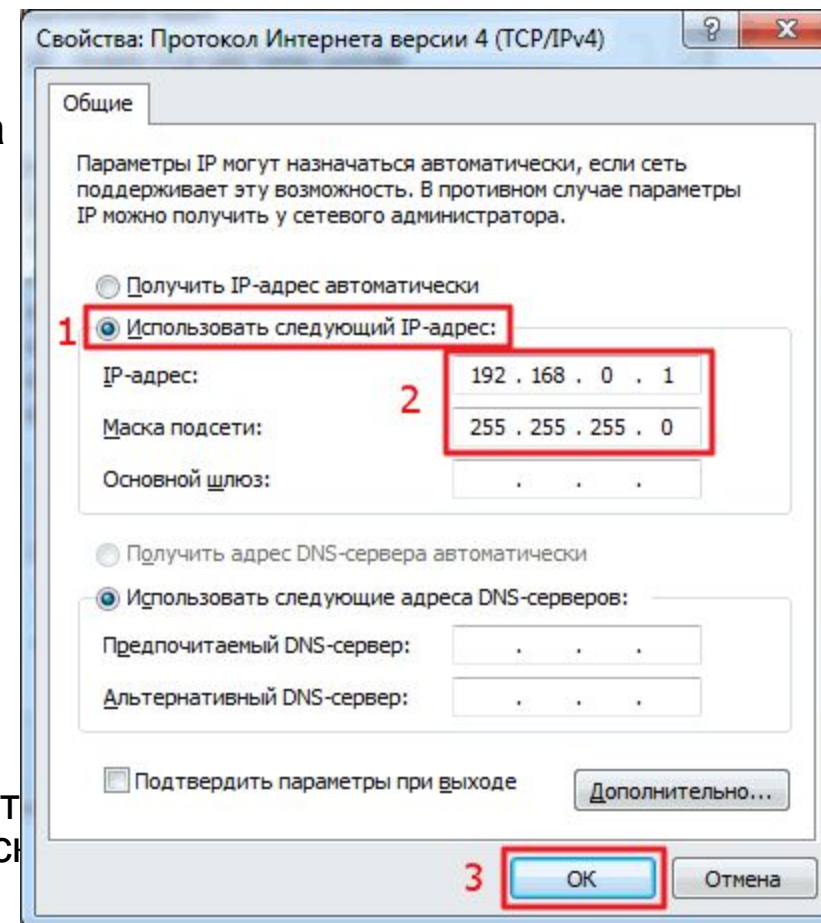 Свойства: Протокол Интернета версии 4 (TCP/IPv4)
?
X
Общие
а
Параметры IP могут назначаться автоматически, если сеть
поддерживает эту возможность. В противном случае параметры
IP можно получить у сетевого администратора.
Получить IP-адрес автоматически
1 Использовать следующий IP-адрес:
IP-адрес: 192 . 168 . 0 . 1
2
Маска подсети: 255 . 255 . 255 . 0
Основной шлюз: . . .
Получить адрес DNS-сервера автоматически
Использовать следующие адреса DNS-серверов:
Предпочитаемый DNS-сервер: . . .
Альтернативный DNS-сервер: . . .
Подтвердить параметры при выходе
Дополнительно...
т
3 ОК Отмена